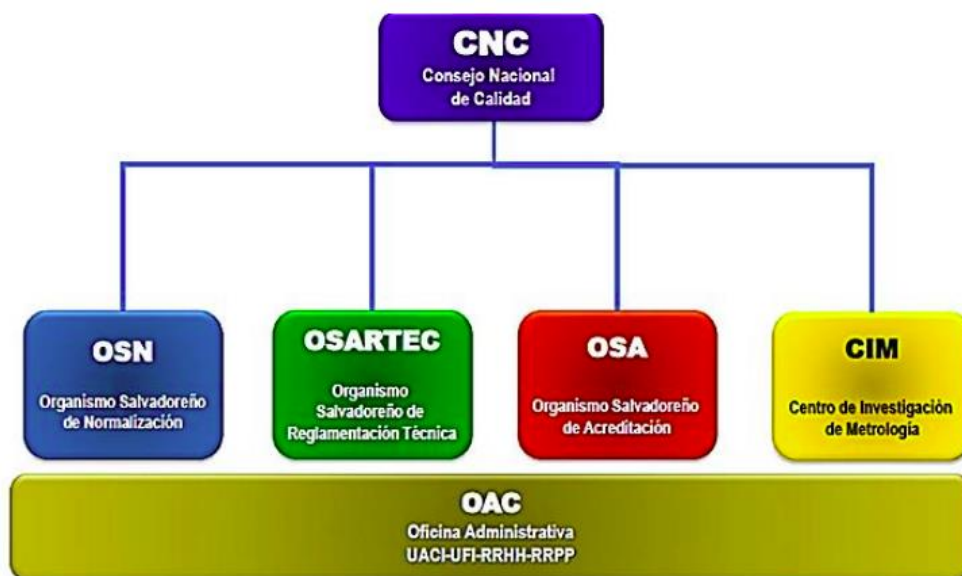 CNC
Consejo Nacional
de Calidad
OSN
Organismo Salvadoreño
de Normalización
OSARTEC
Organismo
Salvadoreño de
Reglamentación Técnica
OSA
Organismo Salvadoreño
de Acreditación
CIM
Centro de Investigación
de Metrología
OAC
Oficina Administrativa
UACI-UFI-RRHH-RRPP